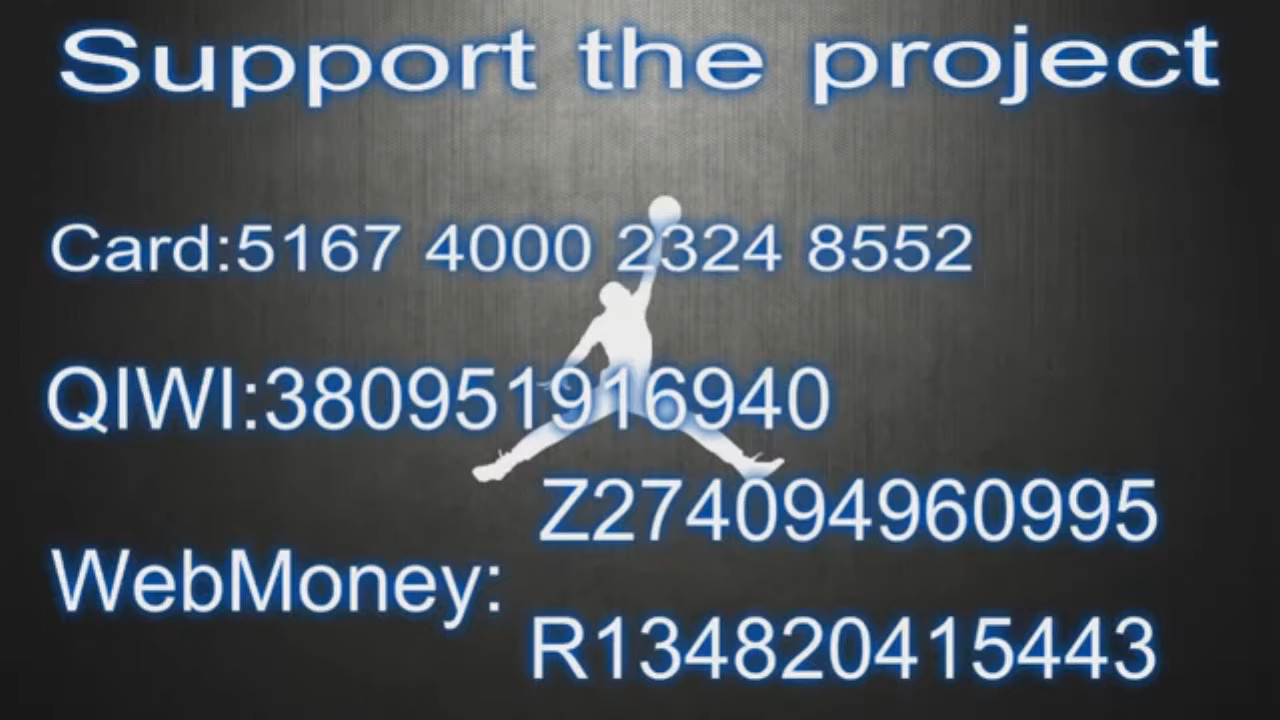 Support the project
Card:5167 4000 2324 8552
QIWI:380951916940
Z274094960995
WebMoney:
R134820415443